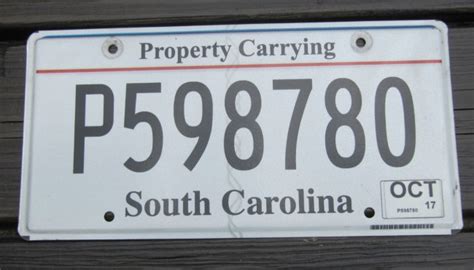 Property Carrying
P598780
South Carolina
OCT
17
P598780